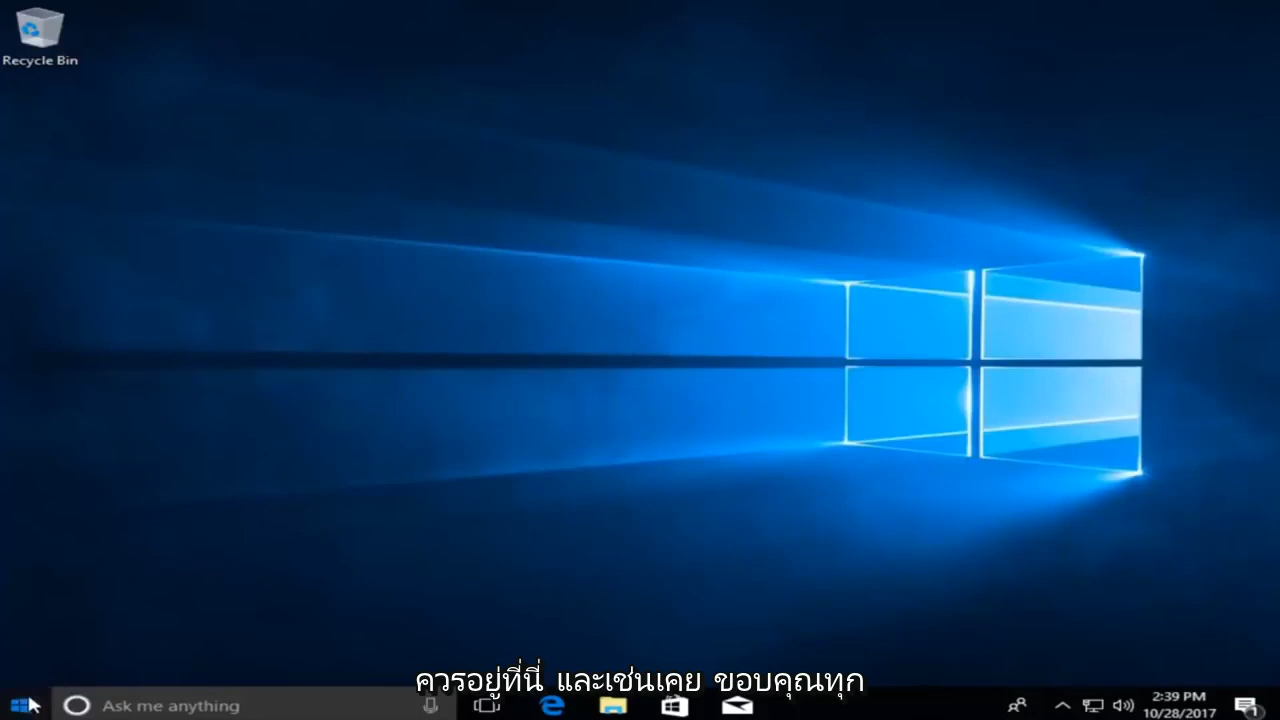 Recycle Bin
ควรอยู่ที่นี่ และเช่นเคย ขอบคุณทุก
Ask me anything
2:39 PM
10/28/2017
1